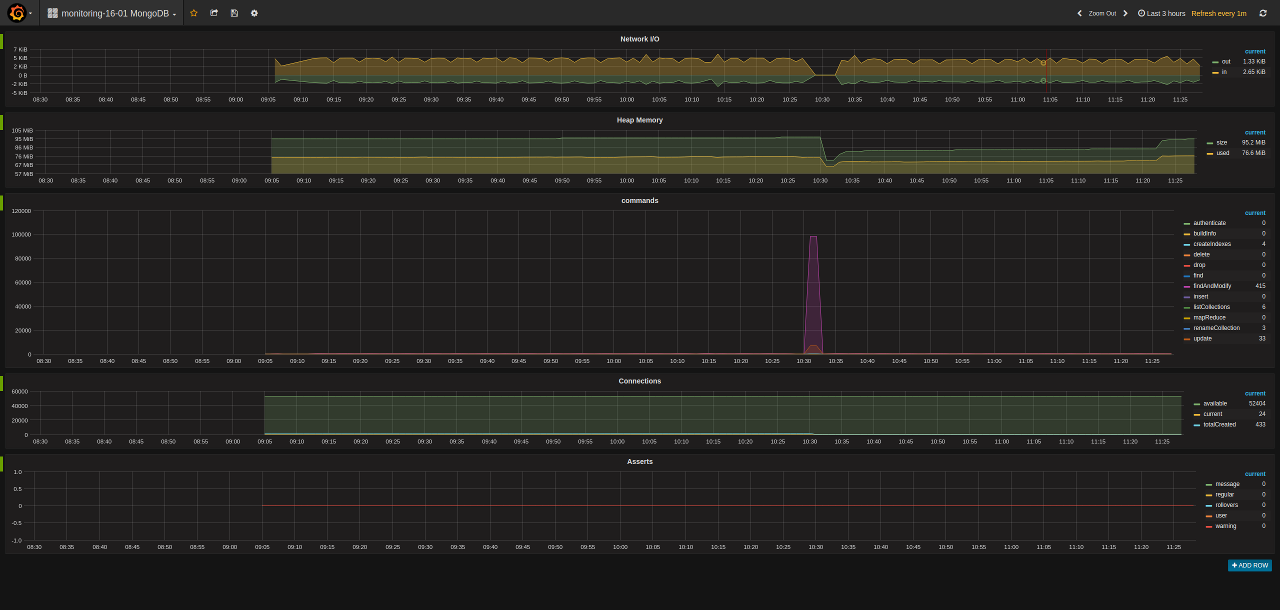 monitoring-16-01 MongoDB
Zoom Out Last 3 hours Refresh every 1m
Network I/O
7 KiB
5 KiB
2 KiB
0 B
-2 KiB
-5 KiB
08:30 08:35 08:40 08:45 08:50 08:55 09:00 09:05 09:10 09:15 09:20 09:25 09:30 09:35 09:40 09:45 09:50 09:55 10:00 10:05 10:10 10:15 10:20 10:25 10:30 10:35 10:40 10:45 10:50 10:55 11:00 11:05 11:10 11:15 11:20 11:25
current
out 1.33 KiB
in 2.65 KiB
Heap Memory
105 MiB
95 MiB
86 MiB
76 MiB
67 MiB
57 MiB
08:30 08:35 08:40 08:45 08:50 08:55 09:00 09:05 09:10 09:15 09:20 09:25 09:30 09:35 09:40 09:45 09:50 09:55 10:00 10:05 10:10 10:15 10:20 10:25 10:30 10:35 10:40 10:45 10:50 10:55 11:00 11:05 11:10 11:15 11:20 11:25
current
size 95.2 MiB
used 76.6 MiB
commands
120000
100000
80000
60000
40000
20000
0
08:30 08:35 08:40 08:45 08:50 08:55 09:00 09:05 09:10 09:15 09:20 09:25 09:30 09:35 09:40 09:45 09:50 09:55 10:00 10:05 10:10 10:15 10:20 10:25 10:30 10:35 10:40 10:45 10:50 10:55 11:00 11:05 11:10 11:15 11:20 11:25
current
authenticate 0
buildInfo 0
createIndexes 4
delete 0
drop 0
find 0
findAndModify 415
insert 0
listCollections 6
mapReduce 0
renameCollection 3
update 33
Connections
60000
40000
20000
0
08:30 08:35 08:40 08:45 08:50 08:55 09:00 09:05 09:10 09:15 09:20 09:25 09:30 09:35 09:40 09:45 09:50 09:55 10:00 10:05 10:10 10:15 10:20 10:25 10:30 10:35 10:40 10:45 10:50 10:55 11:00 11:05 11:10 11:15 11:20 11:25
current
available 52404
current 24
totalCreated 433
Asserts
1.0
0.5
0
-0.5
-1.0
08:30 08:35 08:40 08:45 08:50 08:55 09:00 09:05 09:10 09:15 09:20 09:25 09:30 09:35 09:40 09:45 09:50 09:55 10:00 10:05 10:10 10:15 10:20 10:25 10:30 10:35 10:40 10:45 10:50 10:55 11:00 11:05 11:10 11:15 11:20 11:25
current
message 0
regular 0
rollovers 0
user 0
warning 0
ADD ROW